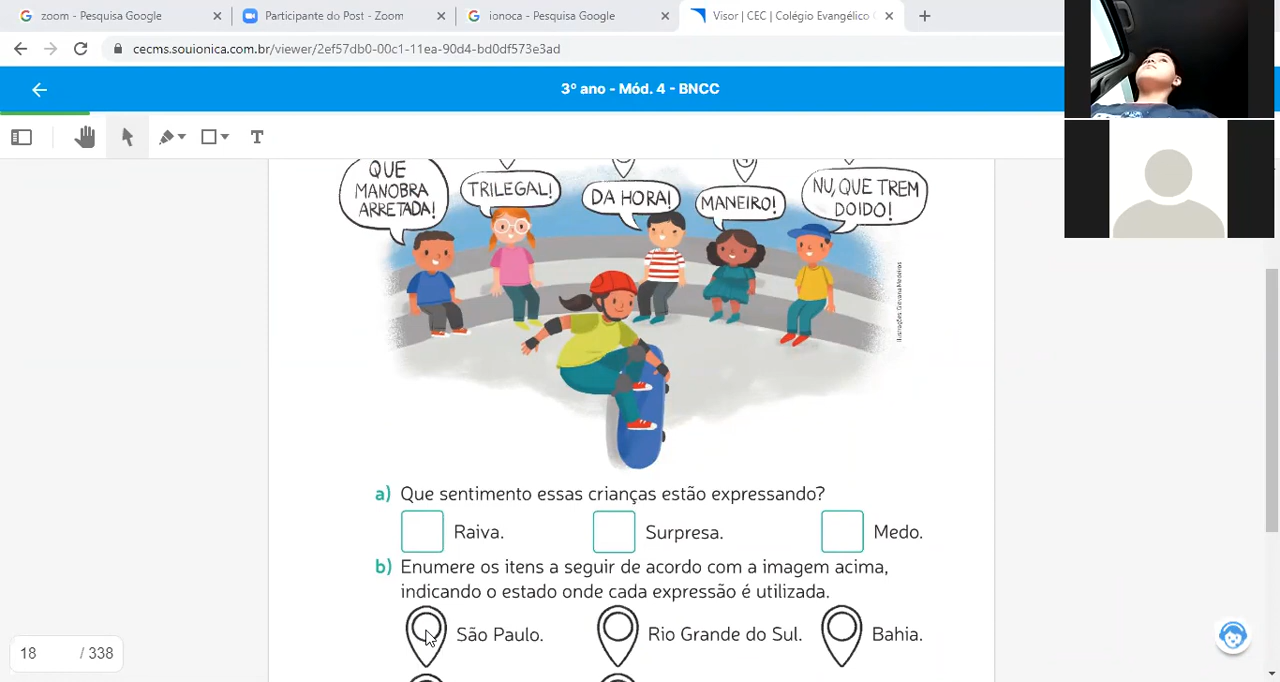 zoom - Pesquisa Google
Participante do Post - Zoom
ionoca - Pesquisa Google
Visor | CEC | Colégio Evangélico
cecms.souionica.com.br/viewer/2ef57db0-00c1-11ea-90d4-bd0df573e3ad
3º ano - Mód. 4 - BNCC
T
QUE MANOBRA ARRETADA!
TRILEGAL!
DA HORA!
MANEIRO!
NU, QUE TREM DOIDO!
a) Que sentimento essas crianças estão expressando?
Raiva. Surpresa. Medo.
b) Enumere os itens a seguir de acordo com a imagem acima,
indicando o estado onde cada expressão é utilizada.
São Paulo. Rio Grande do Sul. Bahia.
18 / 338